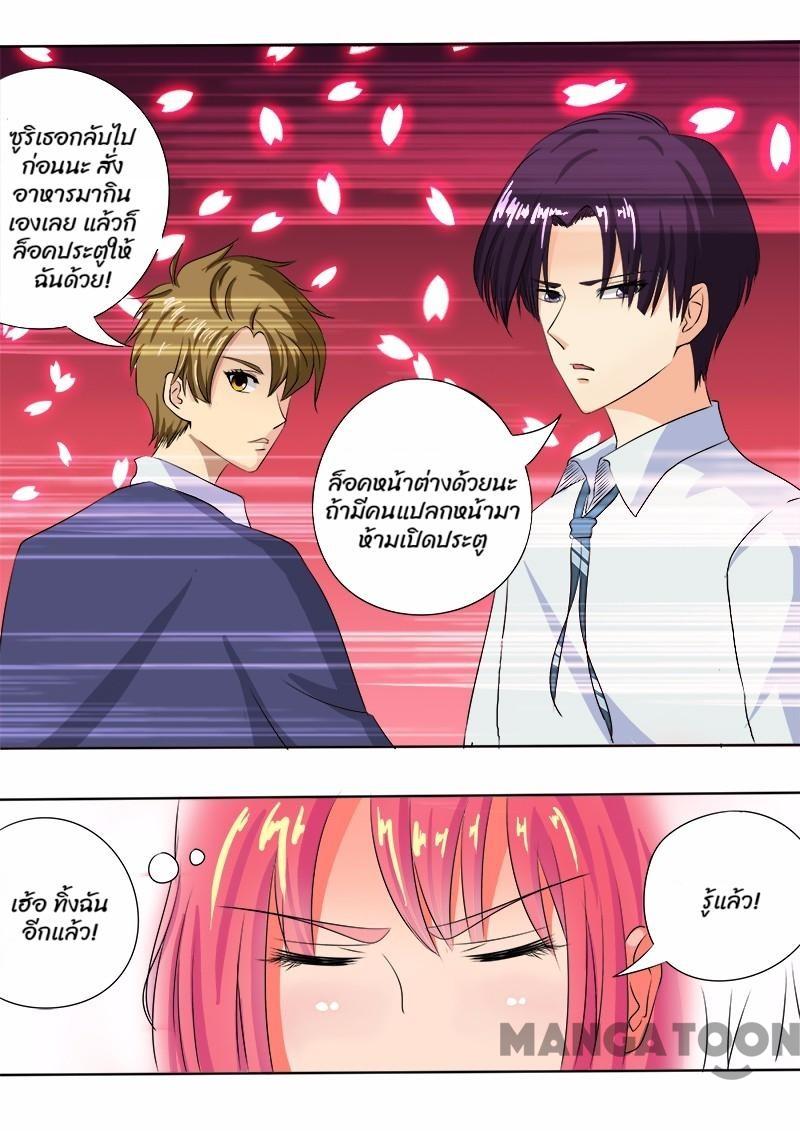 ซูริเธอกลับไป
ก่อนนะ สั่ง
อาหารมากิน
เองเลย แล้วก็
ล็อคประตูให้
ฉันด้วย!
ล็อคหน้าต่างด้วยนะ
ถ้ามีคนแปลกหน้ามา
ห้ามเปิดประตู
เฮ้อ ทิ้งฉัน
อีกแล้ว!
รู้แล้ว!
MANGATOON